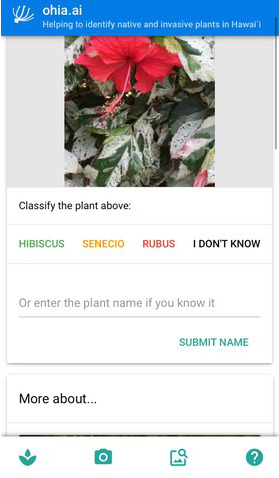 ohia.ai
Helping to identify native and invasive plants in Hawai`i
Classify the plant above:
HIBISCUS SENECIO RUBUS I DON'T KNOW
Or enter the plant name if you know it
SUBMIT NAME
More about...